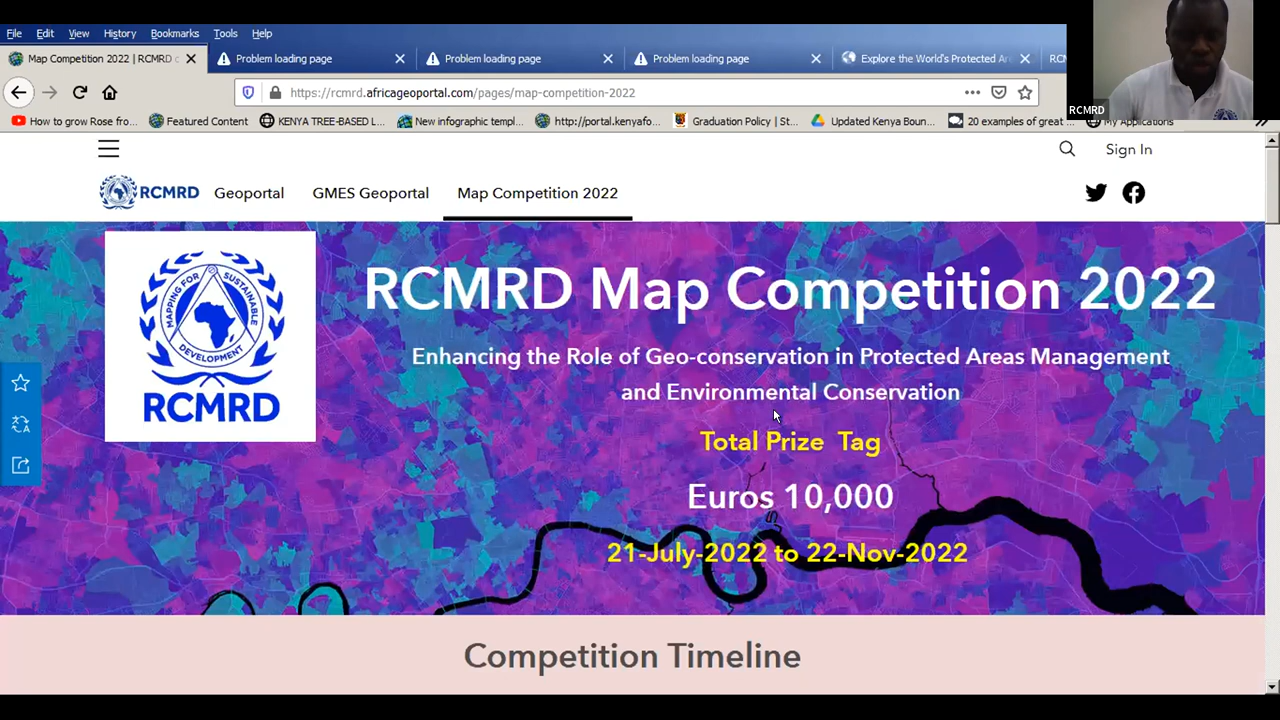 File Edit View History Bookmarks Tools Help
Map Competition 2022 | RCMRD
Problem loading page
Problem loading page
Problem loading page
Explore the World's Protected Are
RCMRD
https://rcmrd.africageoportal.com/pages/map-competition-2022
How to grow Rose fro...
Featured Content
KENYA TREE-BASED L...
New infographic templ...
http://portal.kenyafo...
Graduation Policy | St...
Updated Kenya Boun...
20 examples of great ...
My Applications
Sign In
RCMRD
Geoportal
GMES Geoportal
Map Competition 2022
MAPPING FOR SUSTAINABLE
DEVELOPMENT
RCMRD
RCMRD Map Competition 2022
Enhancing the Role of Geo-conservation in Protected Areas Management
and Environmental Conservation
Total Prize Tag
Euros 10,000
21-July-2022 to 22-Nov-2022
Competition Timeline